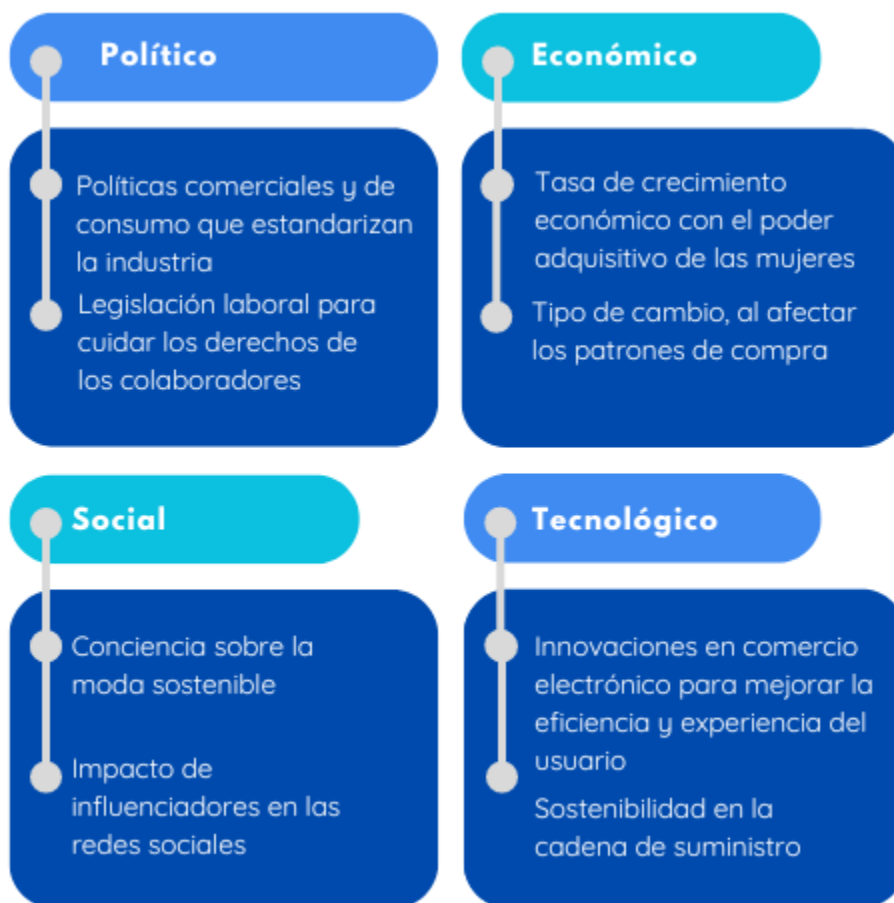 Político
Políticas comerciales y de
consumo que estandarizan
la industria
Legislación laboral para
cuidar los derechos de
los colaboradores
Económico
Tasa de crecimiento
económico con el poder
adquisitivo de las mujeres
Tipo de cambio, al afectar
los patrones de compra
Social
Conciencia sobre la
moda sostenible
Impacto de
influenciadores en las
redes sociales
Tecnológico
Innovaciones en comercio
electrónico para mejorar la
eficiencia y experiencia del
usuario
Sostenibilidad en la
cadena de suministro